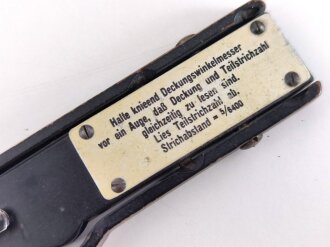 Halte kniend Deckungswinkelmesser
vor ein Auge, daß Deckung und Teilstrichzahl
gleichzeitig zu lesen sind.
Lies Teilstrichzahl ab.
Strichabstand = 5/6400